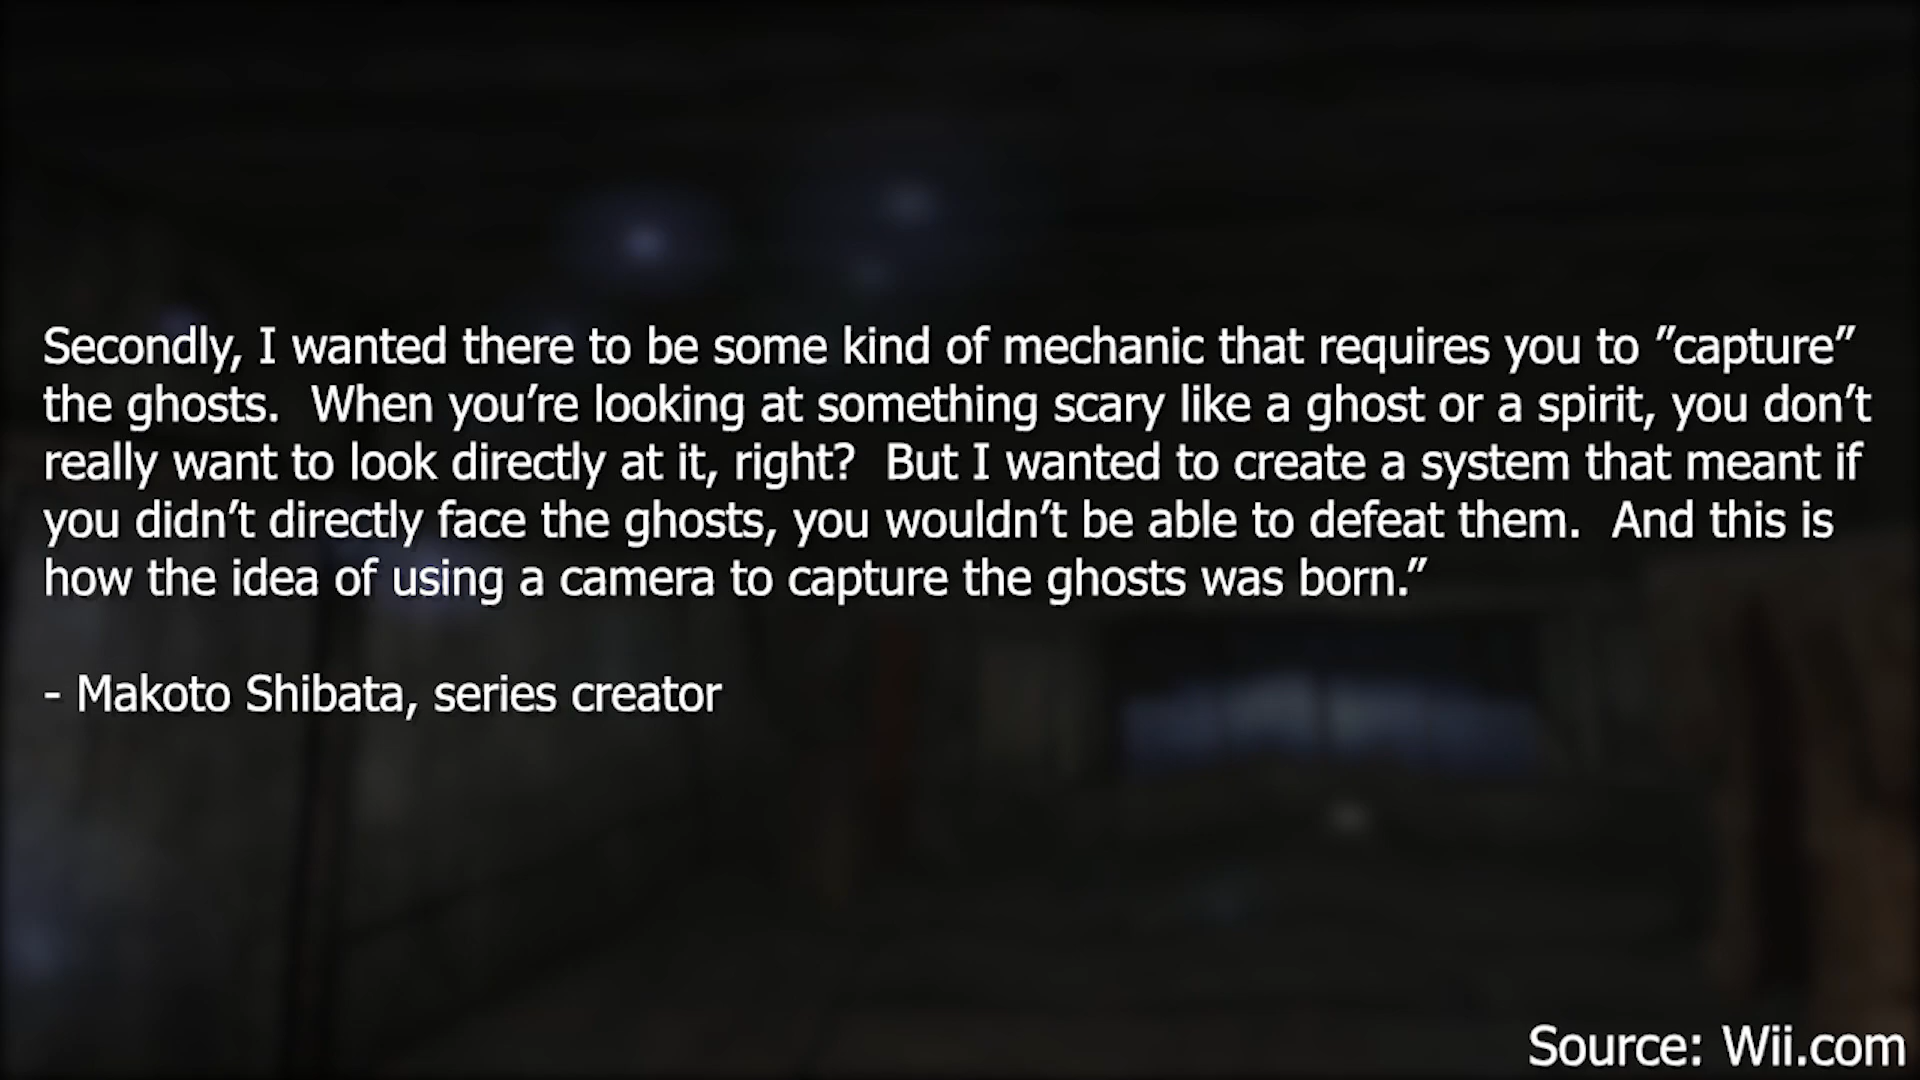 Secondly, I wanted there to be some kind of mechanic that requires you to ”capture”
the ghosts.  When you’re looking at something scary like a ghost or a spirit, you don’t
really want to look directly at it, right?  But I wanted to create a system that meant if
you didn’t directly face the ghosts, you wouldn’t be able to defeat them.  And this is
how the idea of using a camera to capture the ghosts was born.”
- Makoto Shibata, series creator
Source: Wii.com